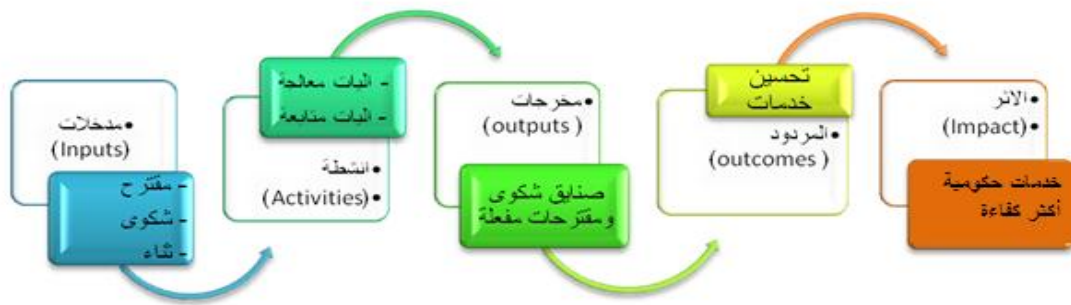 •مدخلات
(Inputs)
- مقترح
- شكوى
- ثناء
- اليات معالجة
- اليات متابعة
•انشطة
•(Activities)
•مخرجات
(outputs )
صنايق شكوى
ومقترحات مفعلة
تحسين
خدمات
•المردود
(outcomes )
•الاثر
•(Impact)
خدمات حكومية
أكثر كفاءة